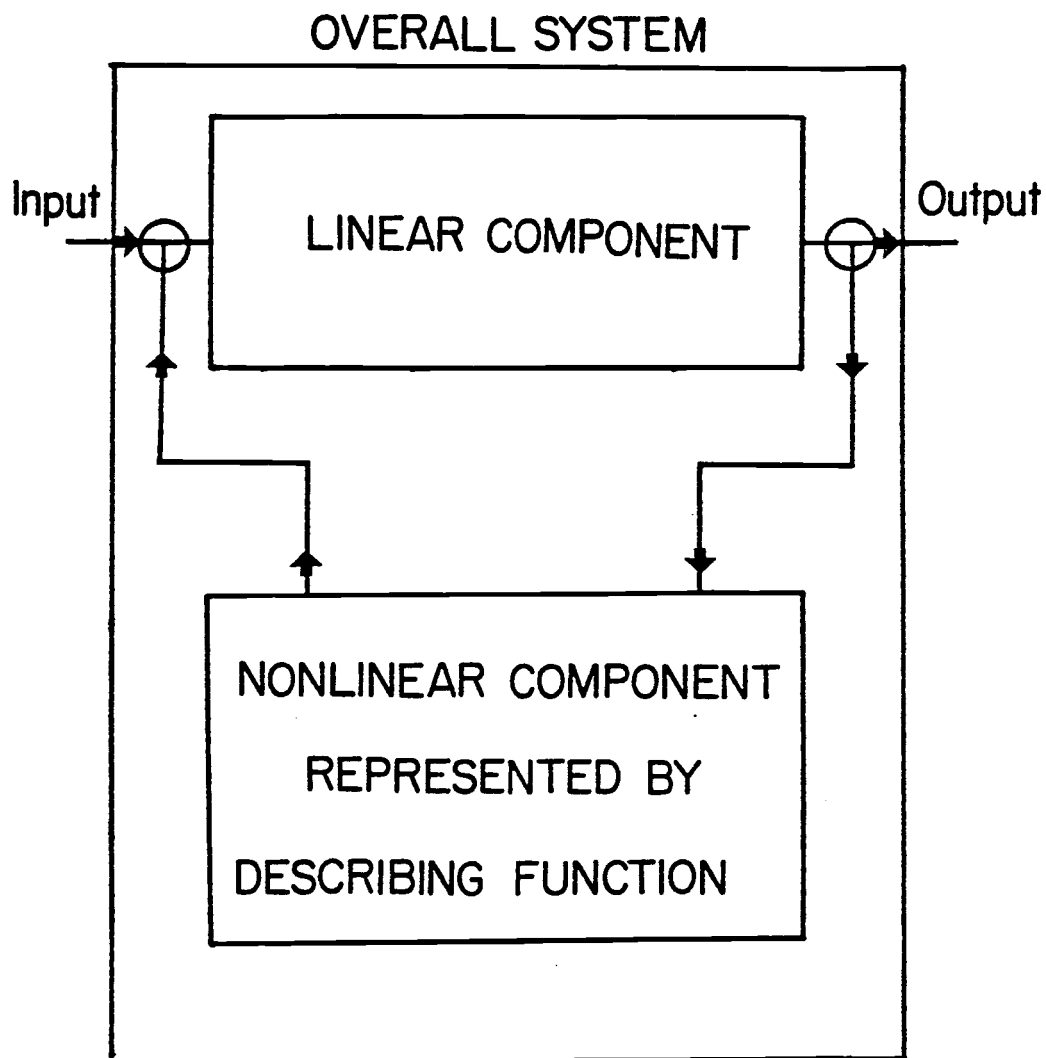 OVERALL SYSTEM
Input
LINEAR COMPONENT
Output
NONLINEAR COMPONENT
REPRESENTED BY
DESCRIBING FUNCTION